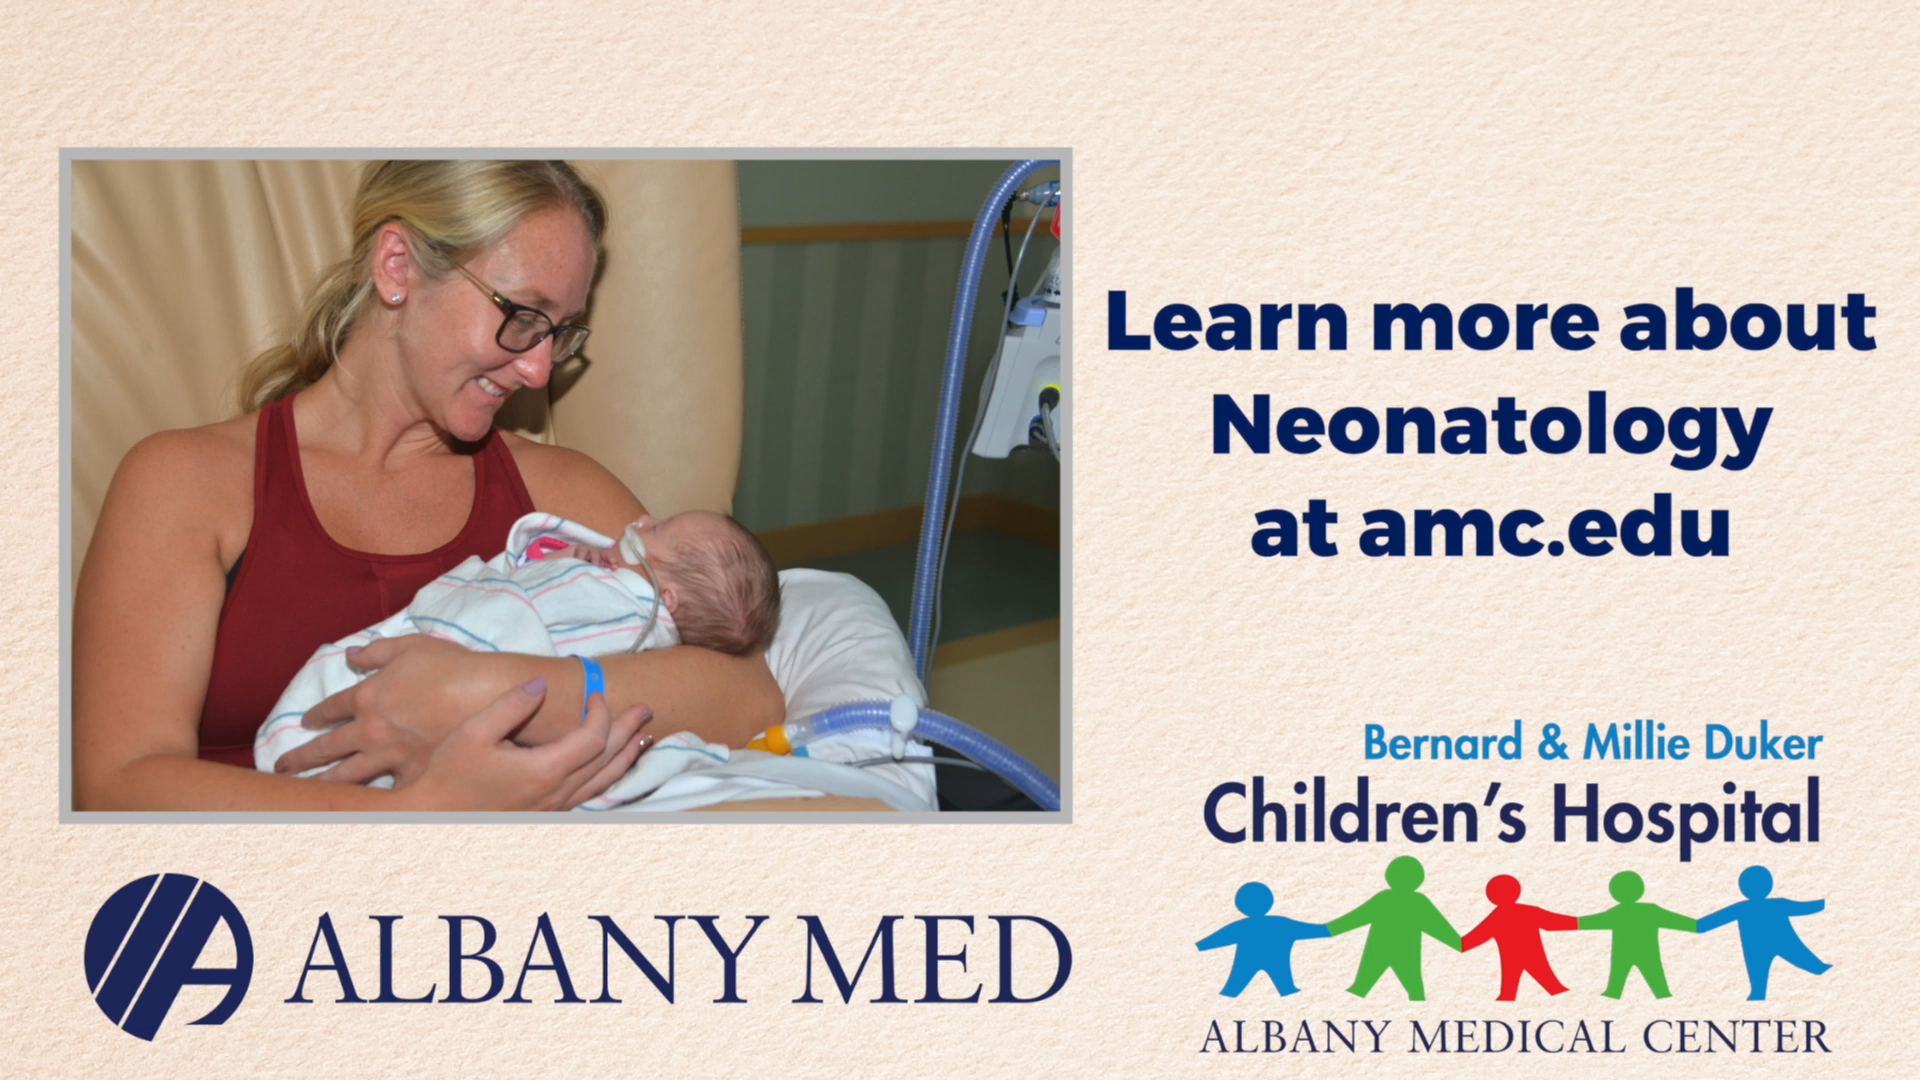 Learn more about
Neonatology
at amc.edu
Bernard & Millie Duker
Children's Hospital
ALBANY MED
ALBANY MEDICAL CENTER